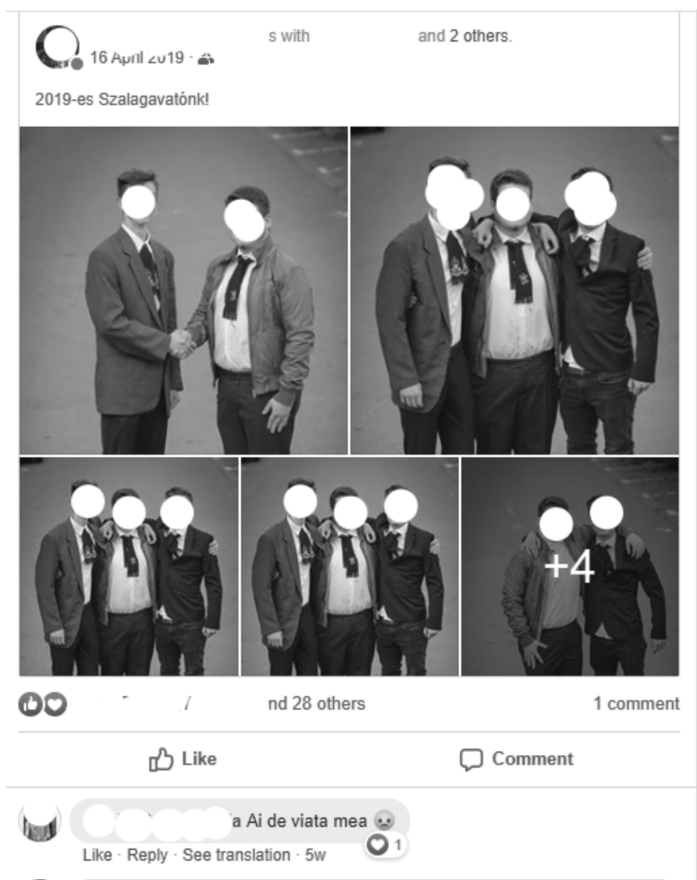 s with and 2 others.
16 April 2019
2019-es Szalagavatónk!
+4
nd 28 others
1 comment
Like
Comment
Ai de viata mea
1
Like · Reply · See translation · 5w